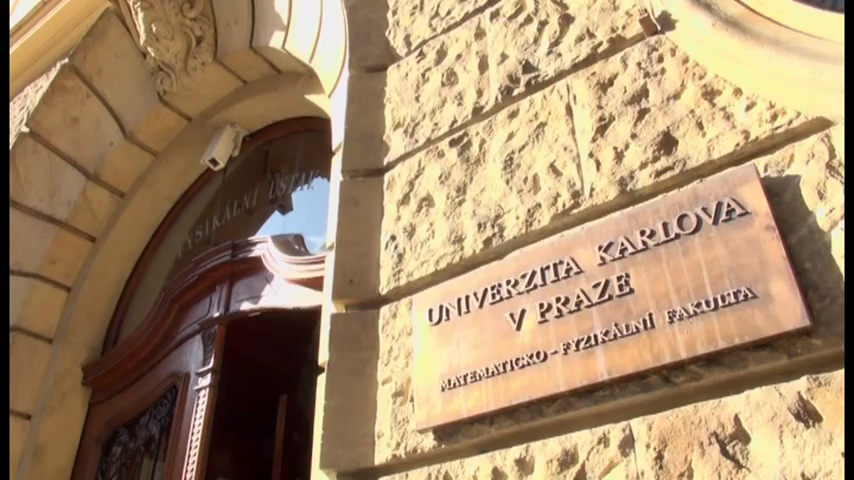 FYSIKÁLNÍ ÚSTAV
UNIVERZITA KARLOVA
V PRAZE
MATEMATICKO-FYZIKÁLNÍ FAKULTA